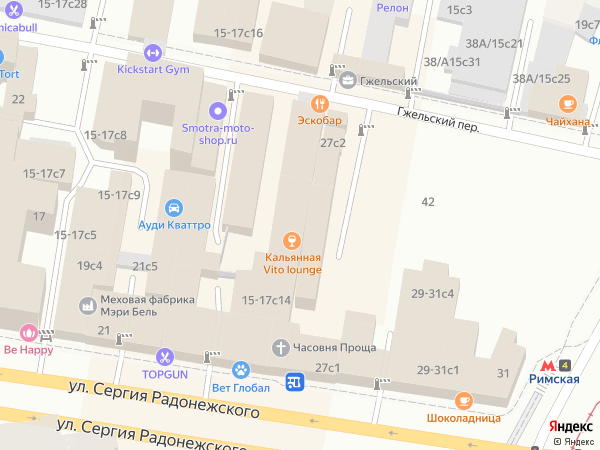 15-17с28
nicabull
Kickstart Gym
Tort
22
15-17с8
Smotra-moto-
shop.ru
Релон
15с3
38А/15с31
38А/15с21
19с7
38А/15с25
Гжельский
Эскобар
27с2
Гжельский пер.
Чайхана
15-17с7
15-17с9
17
15-17с5
19с4
21с5
Ауди Кваттро
42
Кальянная
Vito lounge
15-17с14
29-31с4
Меховая фабрика
Мэри Бель
21
Be Happy
TOPGUN
Часовня Проща
Вет Глобал
27с1
29-31с1
31
4
Римская
Шоколадница
ул. Сергия Радонежского
ул. Сергия Радонежского
Яндекс